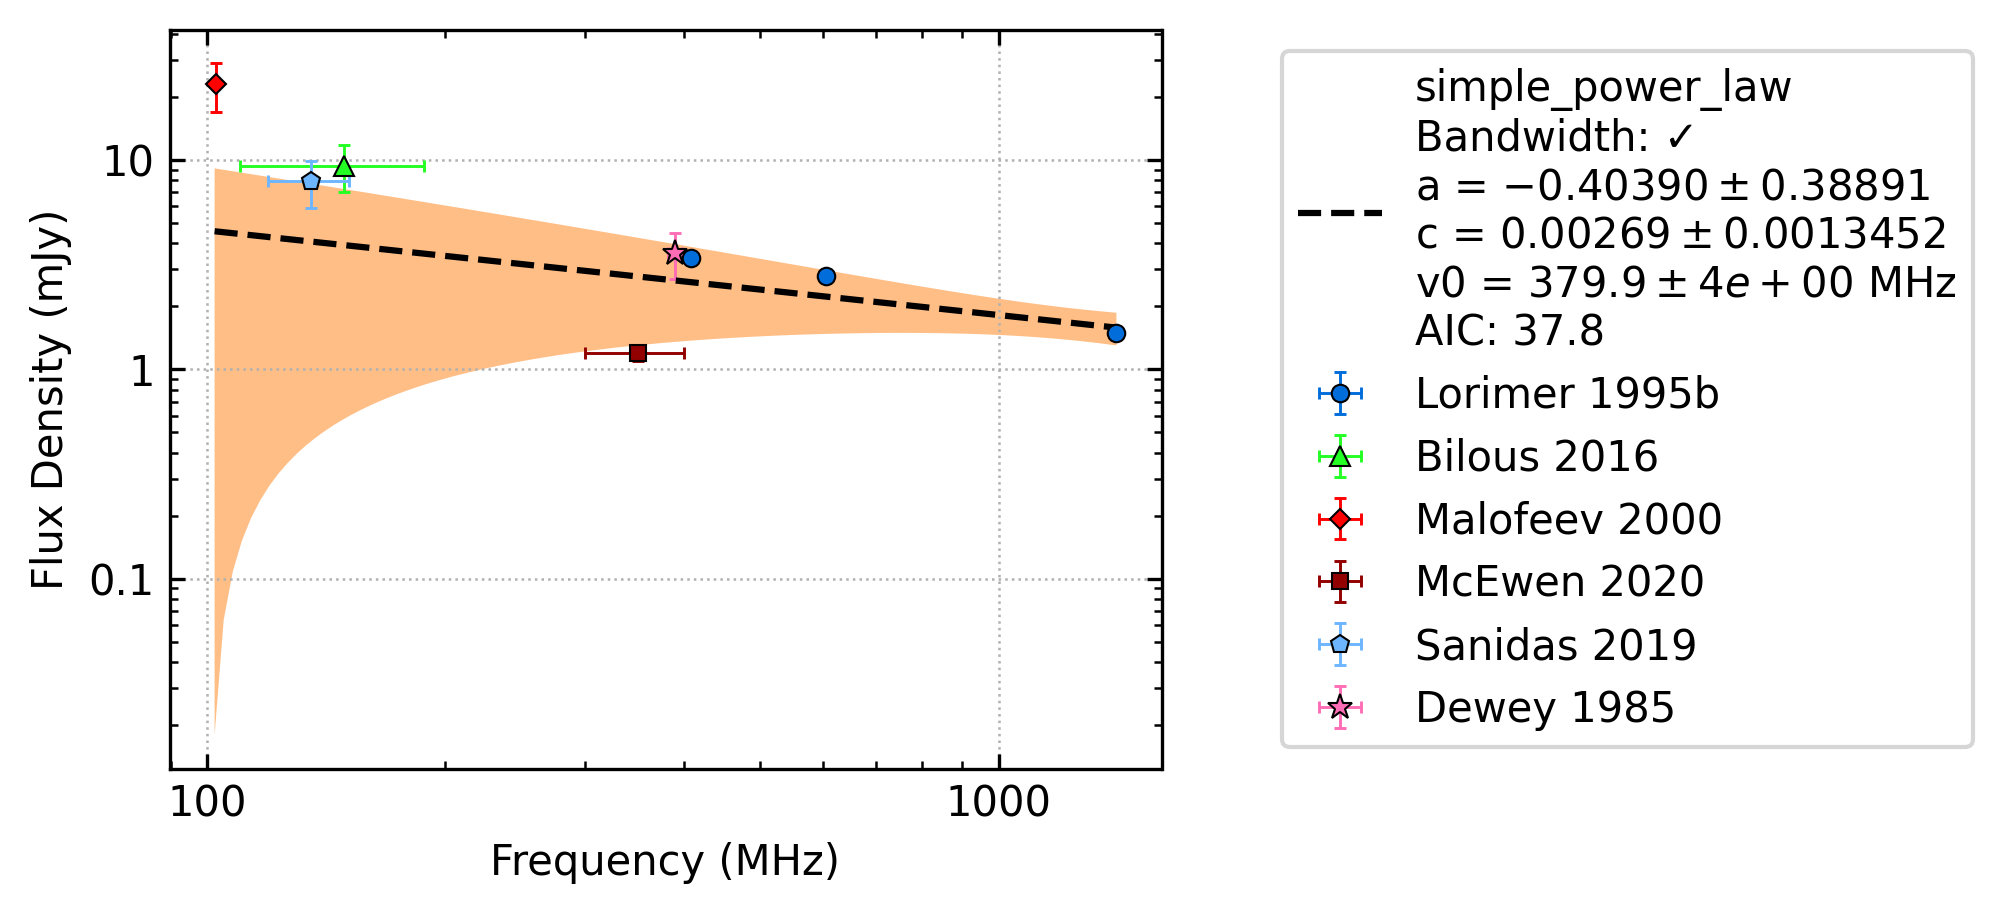 10
1
0.1
100
1000
Flux Density (mJy)
Frequency (MHz)
simple_power_law
Bandwidth: ✓
a = −0.40390 ± 0.38891
c = 0.00269 ± 0.0013452
v0 = 379.9 ± 4e + 00 MHz
AIC: 37.8
Lorimer 1995b
Bilous 2016
Malofeev 2000
McEwen 2020
Sanidas 2019
Dewey 1985